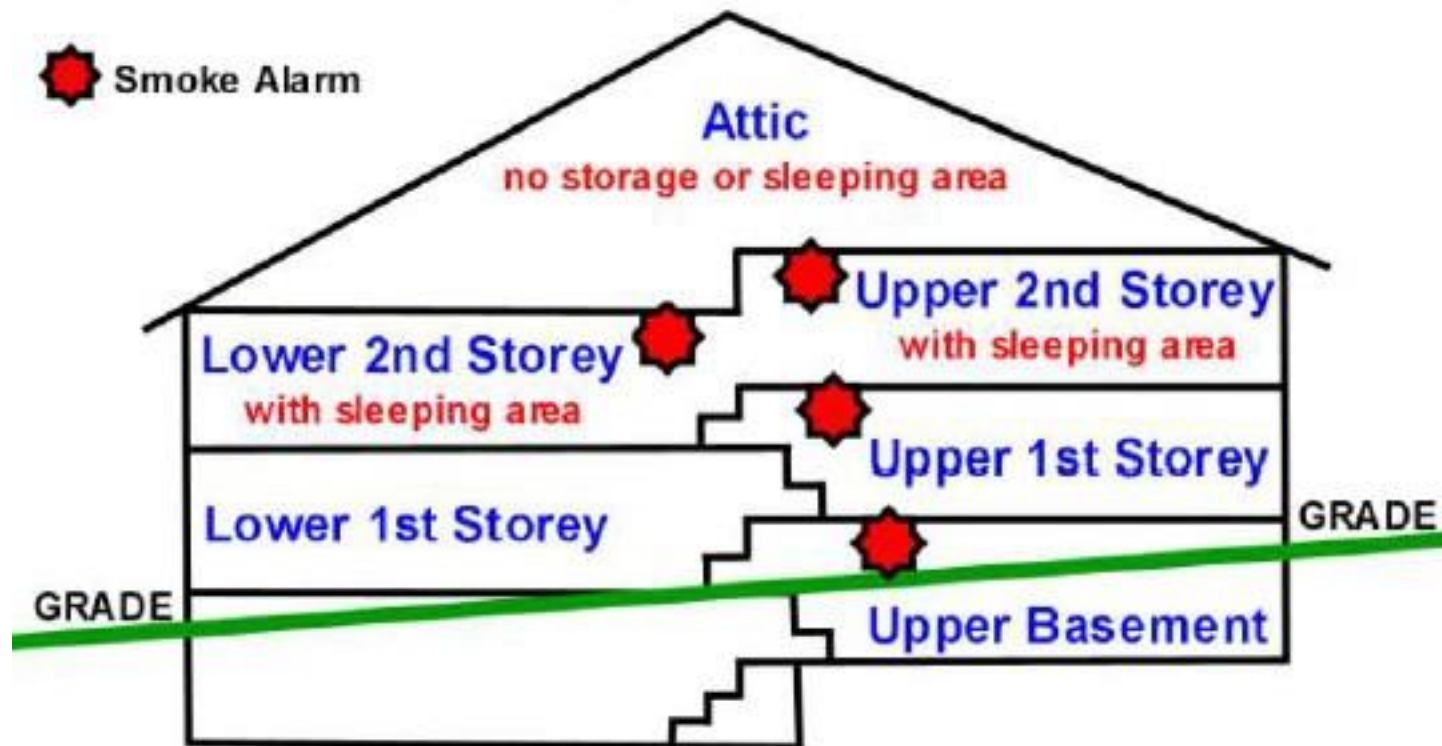 Smoke Alarm
Attic
no storage or sleeping area
Upper 2nd Storey
with sleeping area
Lower 2nd Storey
with sleeping area
Upper 1st Storey
Lower 1st Storey
GRADE
GRADE
Upper Basement